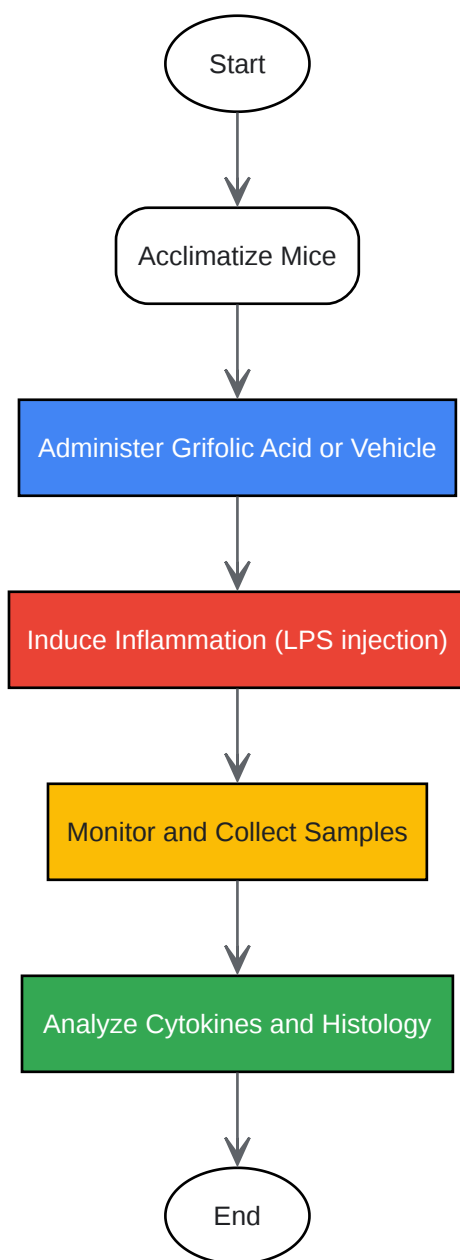 Start
Acclimatize Mice
Administer Grifolic Acid or Vehicle
Induce Inflammation (LPS injection)
Monitor and Collect Samples
Analyze Cytokines and Histology
End